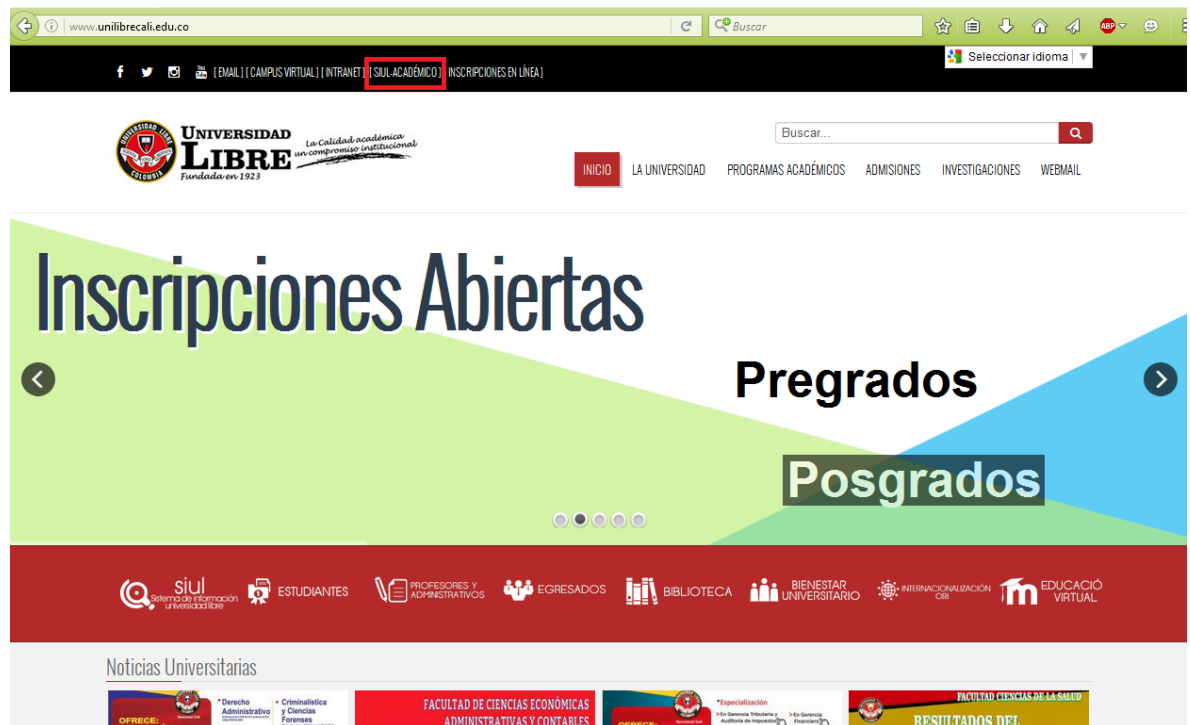 www.unilibrecali.edu.co
Buscar
ABP
Seleccionar idioma
[ EMAIL ] [ CAMPUS VIRTUAL ] [ INTRANET ] [ SIUL-ACADÉMICO ] INSCRIPCIONES EN LÍNEA ]
UNIVERSIDAD
LIBRE
Fundada en 1923
La Calidad académica
un compromiso institucional
Buscar...
INICIO LA UNIVERSIDAD PROGRAMAS ACADÉMICOS ADMISIONES INVESTIGACIONES WEBMAIL
Inscripciones Abiertas
Pregrados
Posgrados
siul
Sistema de información
universidad libre
ESTUDIANTES
PROFESORES Y
ADMINISTRATIVOS
EGRESADOS
BIBLIOTECA
BIENESTAR
UNIVERSITARIO
INTERNACIONALIZACIÓN
ORI
EDUCACIÓ
VIRTUAL
Noticias Universitarias
OFRECE:
*Derecho
Administrativo
* Criminalística
y Ciencias
Forenses
FACULTAD DE CIENCIAS ECONÓMICAS
ADMINISTRATIVAS Y CONTABLES
OFRECE:
*Especialización
>En Gerencia Tributaria y
Auditoria de Impuestos
>En Gerencia
Financiera
FACULTAD CIENCIAS DE LA SALUD
RESULTADOS DEL